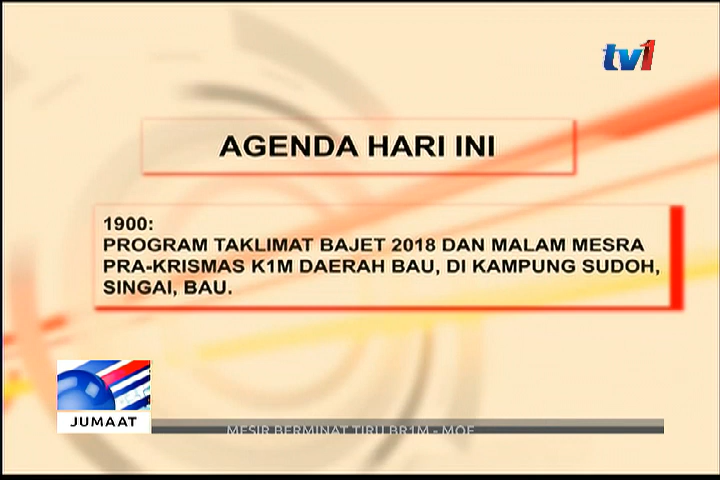 tv1
AGENDA HARI INI
1900:
PROGRAM TAKLIMAT BAJET 2018 DAN MALAM MESRA
PRA-KRISMAS K1M DAERAH BAU, DI KAMPUNG SUDOH,
SINGAI, BAU.
JUMAAT
MESIR BERMINAT TIRU BR1M - MOF